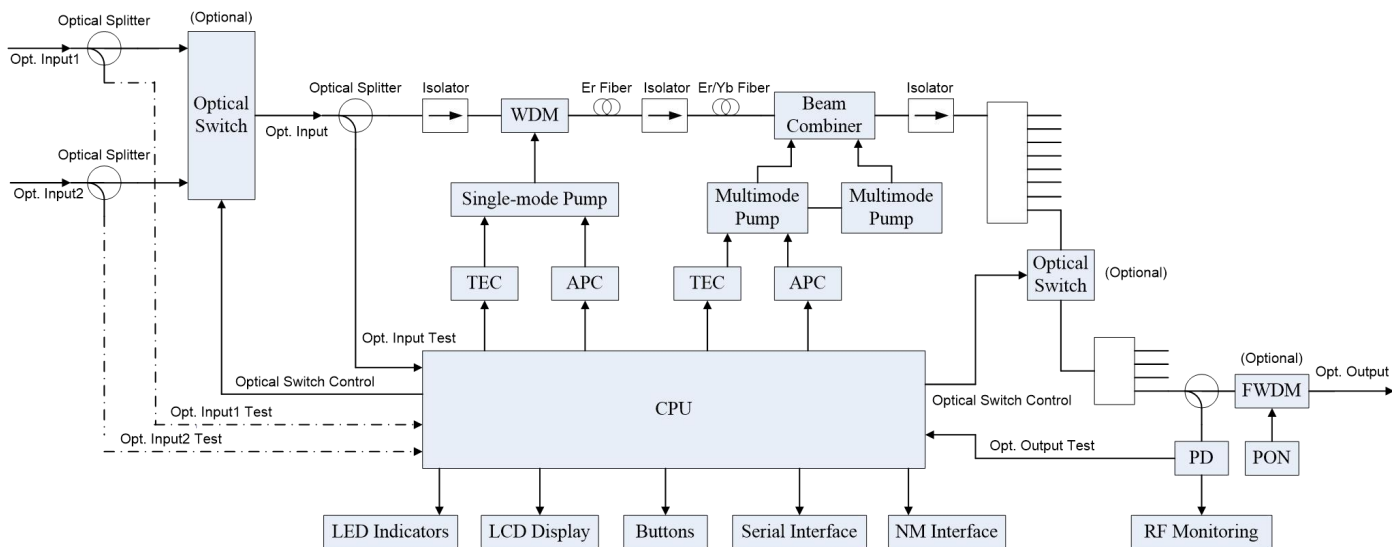 Optical Splitter
(Optional)
Opt. Input1
Optical
Switch
Optical Splitter
Isolator
Er Fiber
Isolator
Er/Yb Fiber
Isolator
WDM
Beam
Combiner
Opt. Input
Optical Splitter
Opt. Input2
Single-mode Pump
Multimode
Pump
Multimode
Pump
TEC
APC
TEC
APC
Optical
Switch
(Optional)
Opt. Input Test
Optical Switch Control
Opt. Input1 Test
Opt. Input2 Test
CPU
Optical Switch Control
Opt. Output Test
(Optional)
FWDM
Opt. Output
PD
PON
LED Indicators
LCD Display
Buttons
Serial Interface
NM Interface
RF Monitoring